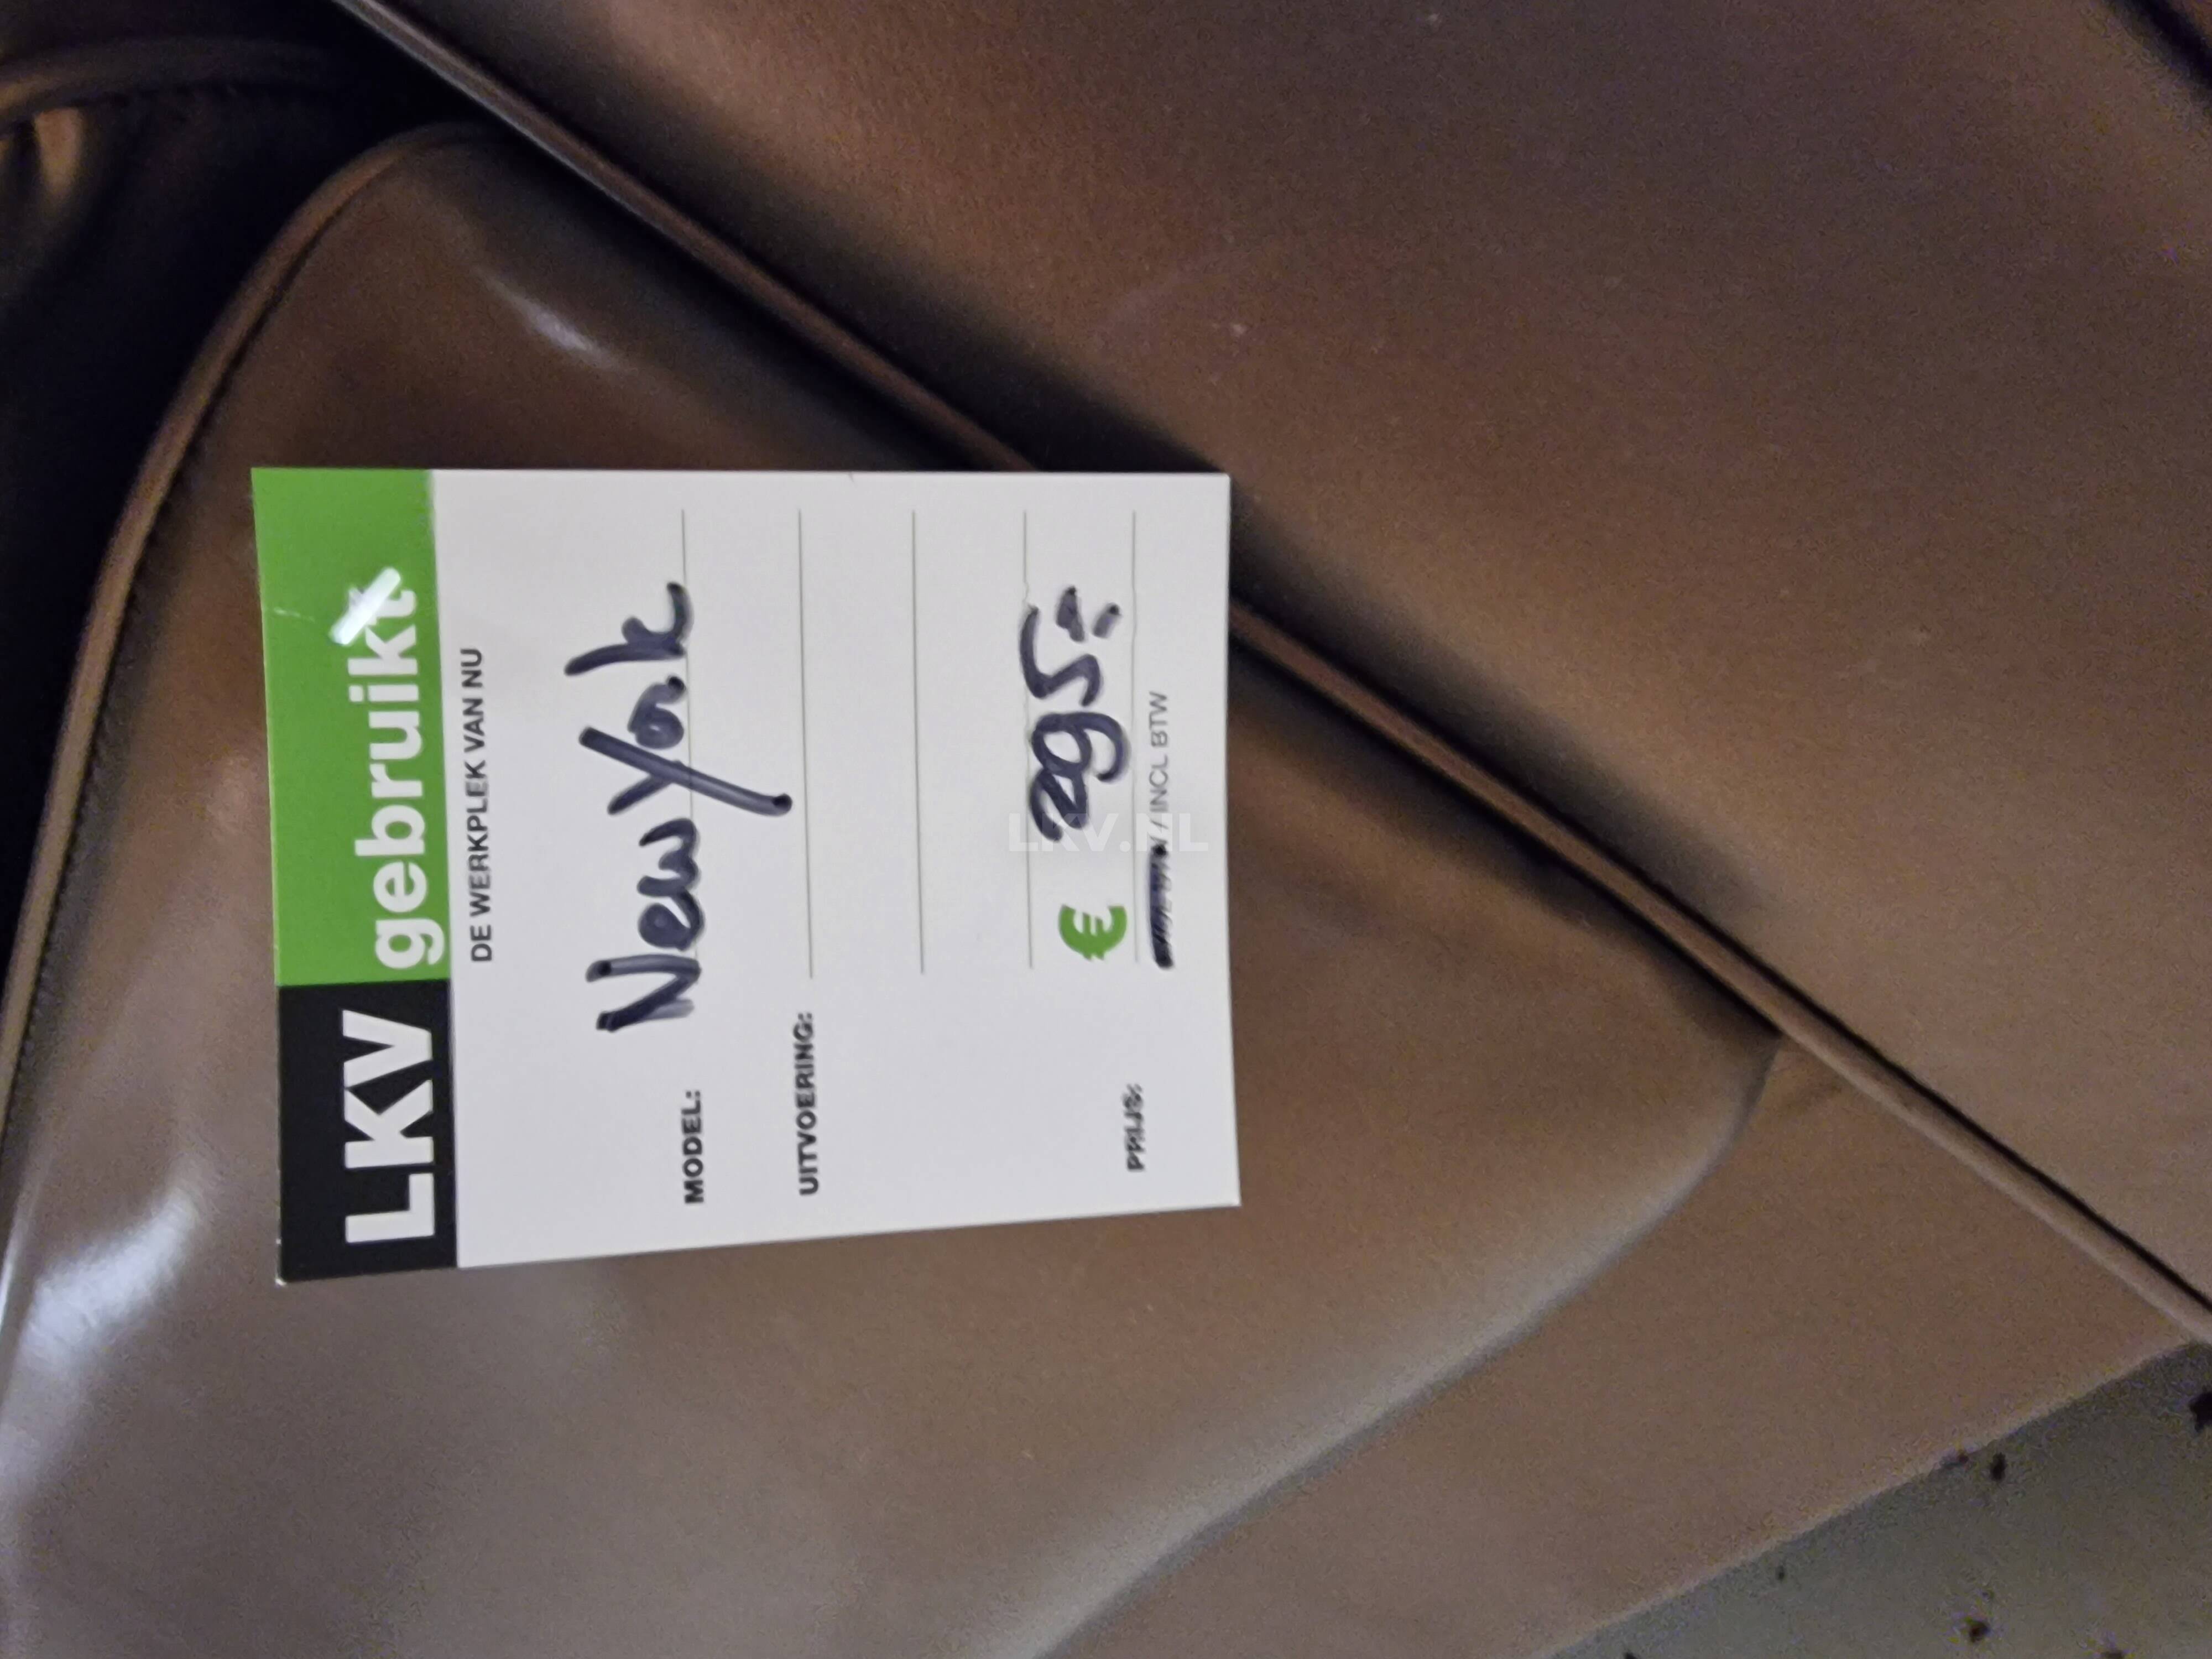 LKV gebruikt
DE WERKPLEK VAN NU
MODEL: New York
UITVOERING:
PRIJS: € 295,=
/ INCL BTW
LKV.NL